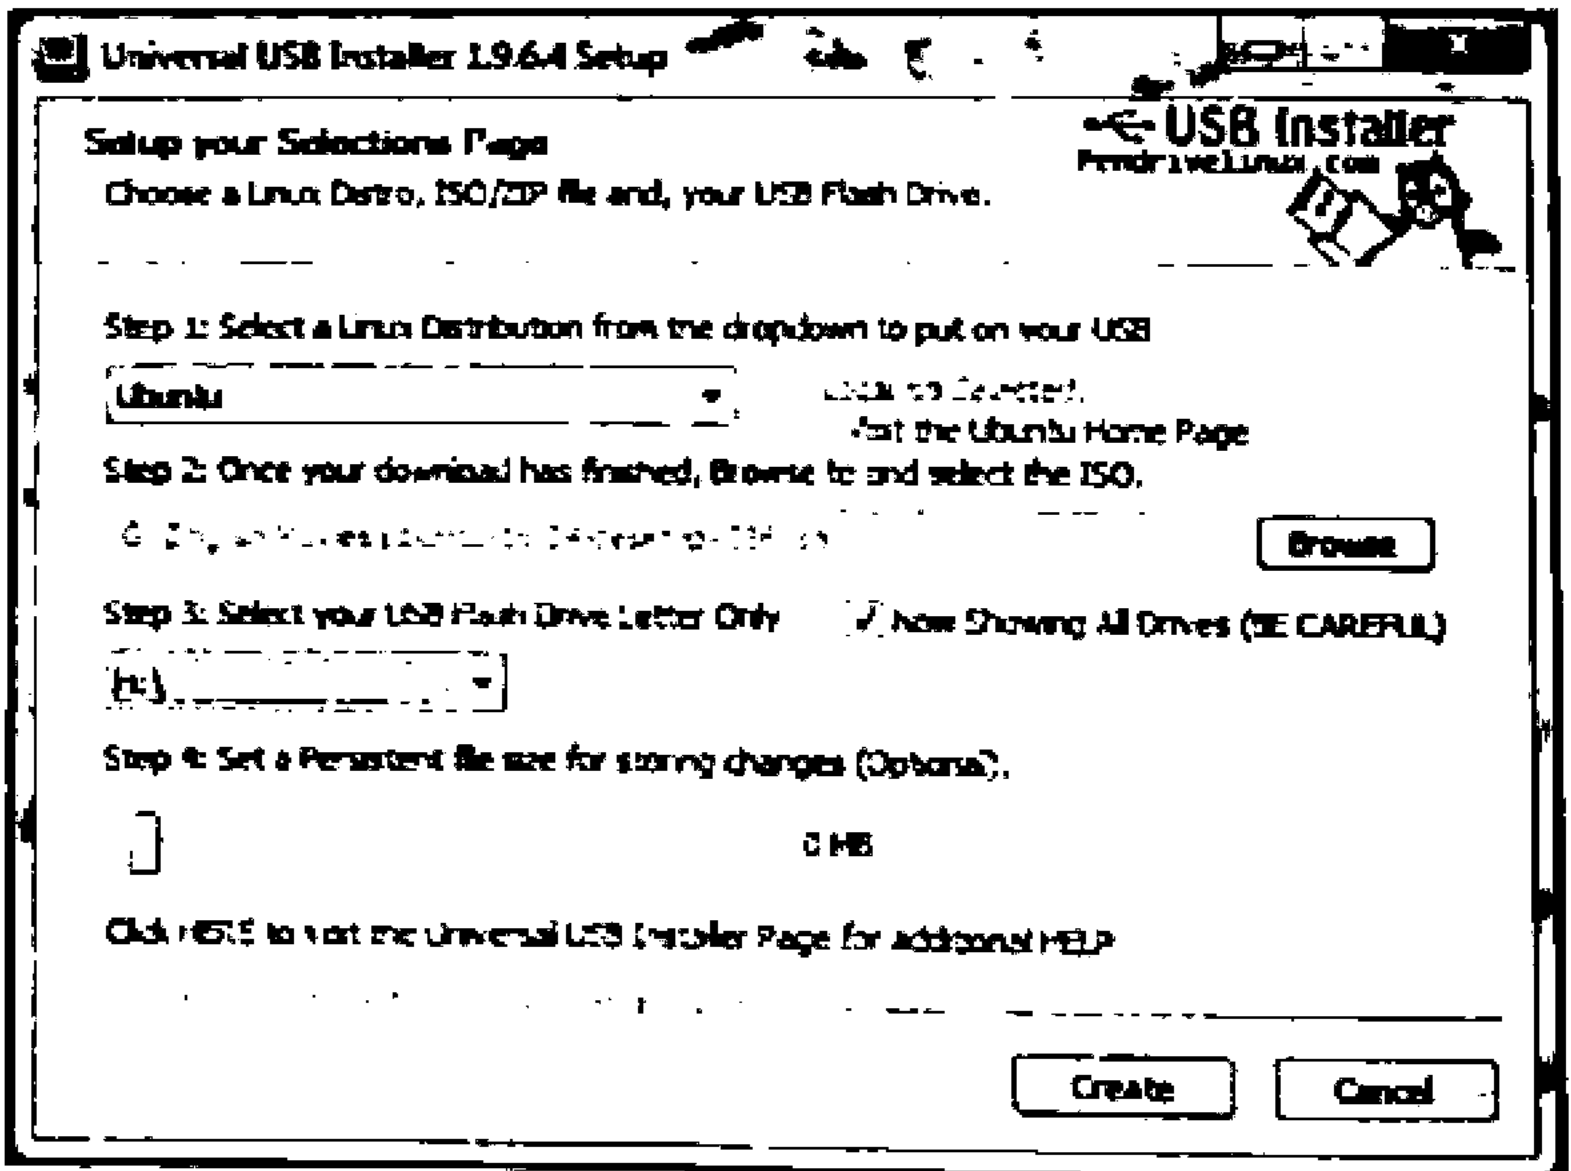 Universal USB Installer 1.9.6.4 Setup
USB Installer
Pendrivelinux.com
Setup your Selections Page
Choose a Linux Distro, ISO/ZIP file and, your USB Flash Drive.
Step 1: Select a Linux Distribution from the dropdown to put on your USB
Ubuntu
the Ubuntu Home Page
Step 2: Once your download has finished, Browse to and select the ISO.
Browse
Step 3: Select your USB Flash Drive Letter Only
Now Showing All Drives (BE CAREFUL)
Step 4: Set a Persistent file size for storing changes (Optional).
0 MB
Click HERE to visit the Universal USB Installer Page for additional HELP
Create
Cancel